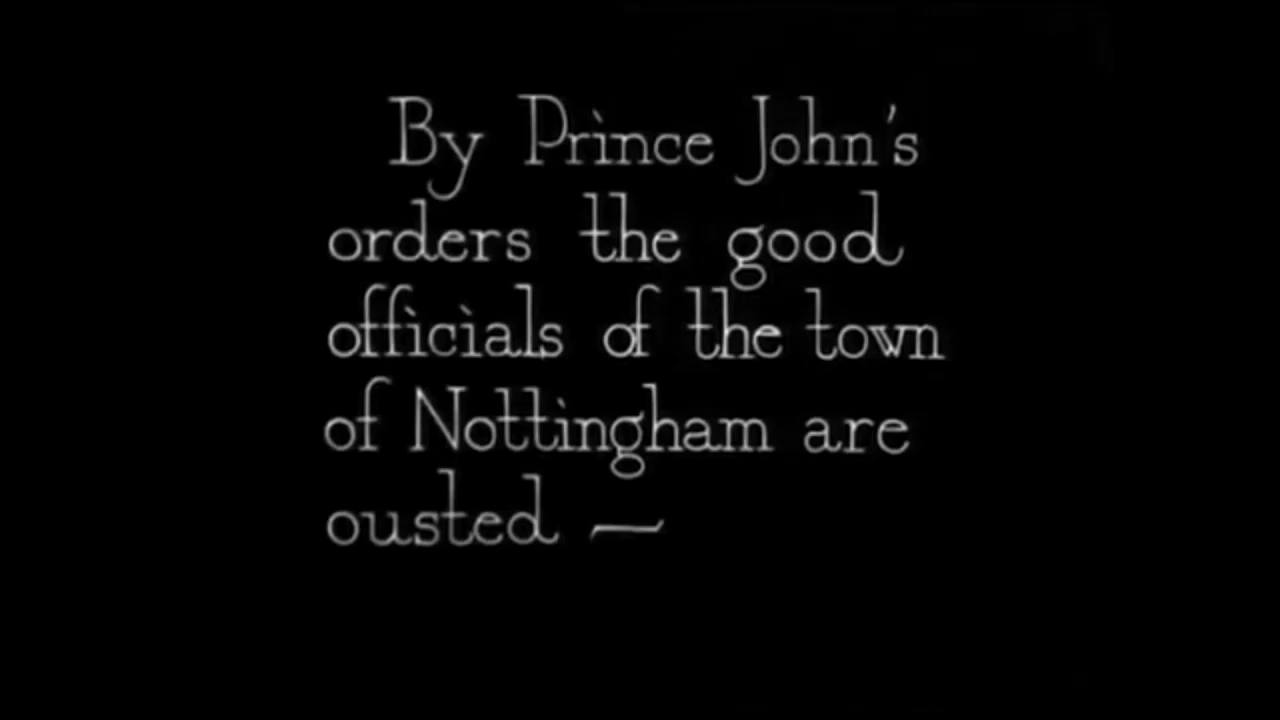 By Prince John's
orders the good
officials of the town
of Nottingham are
ousted —